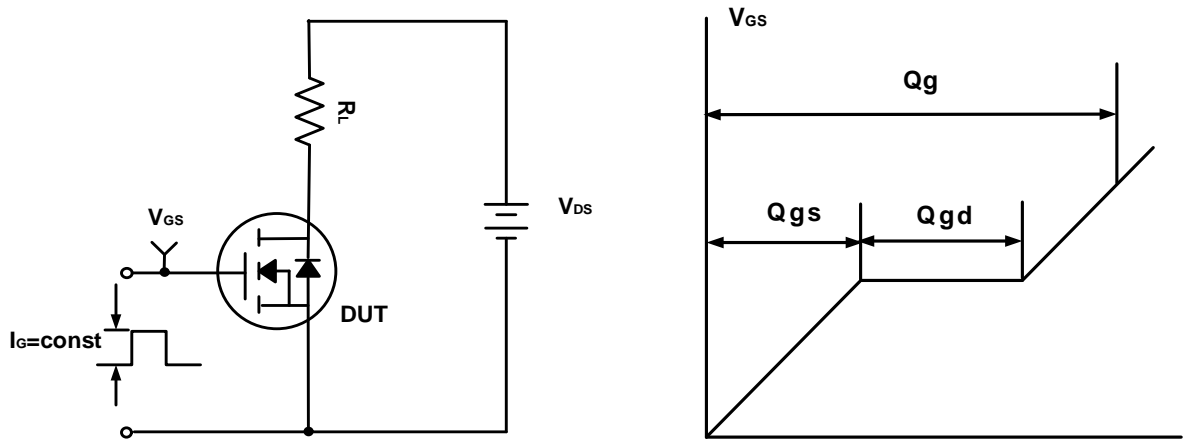 VGS
IG=const
RL
DUT
VDS
VGS
Qg
Qgs
Qgd